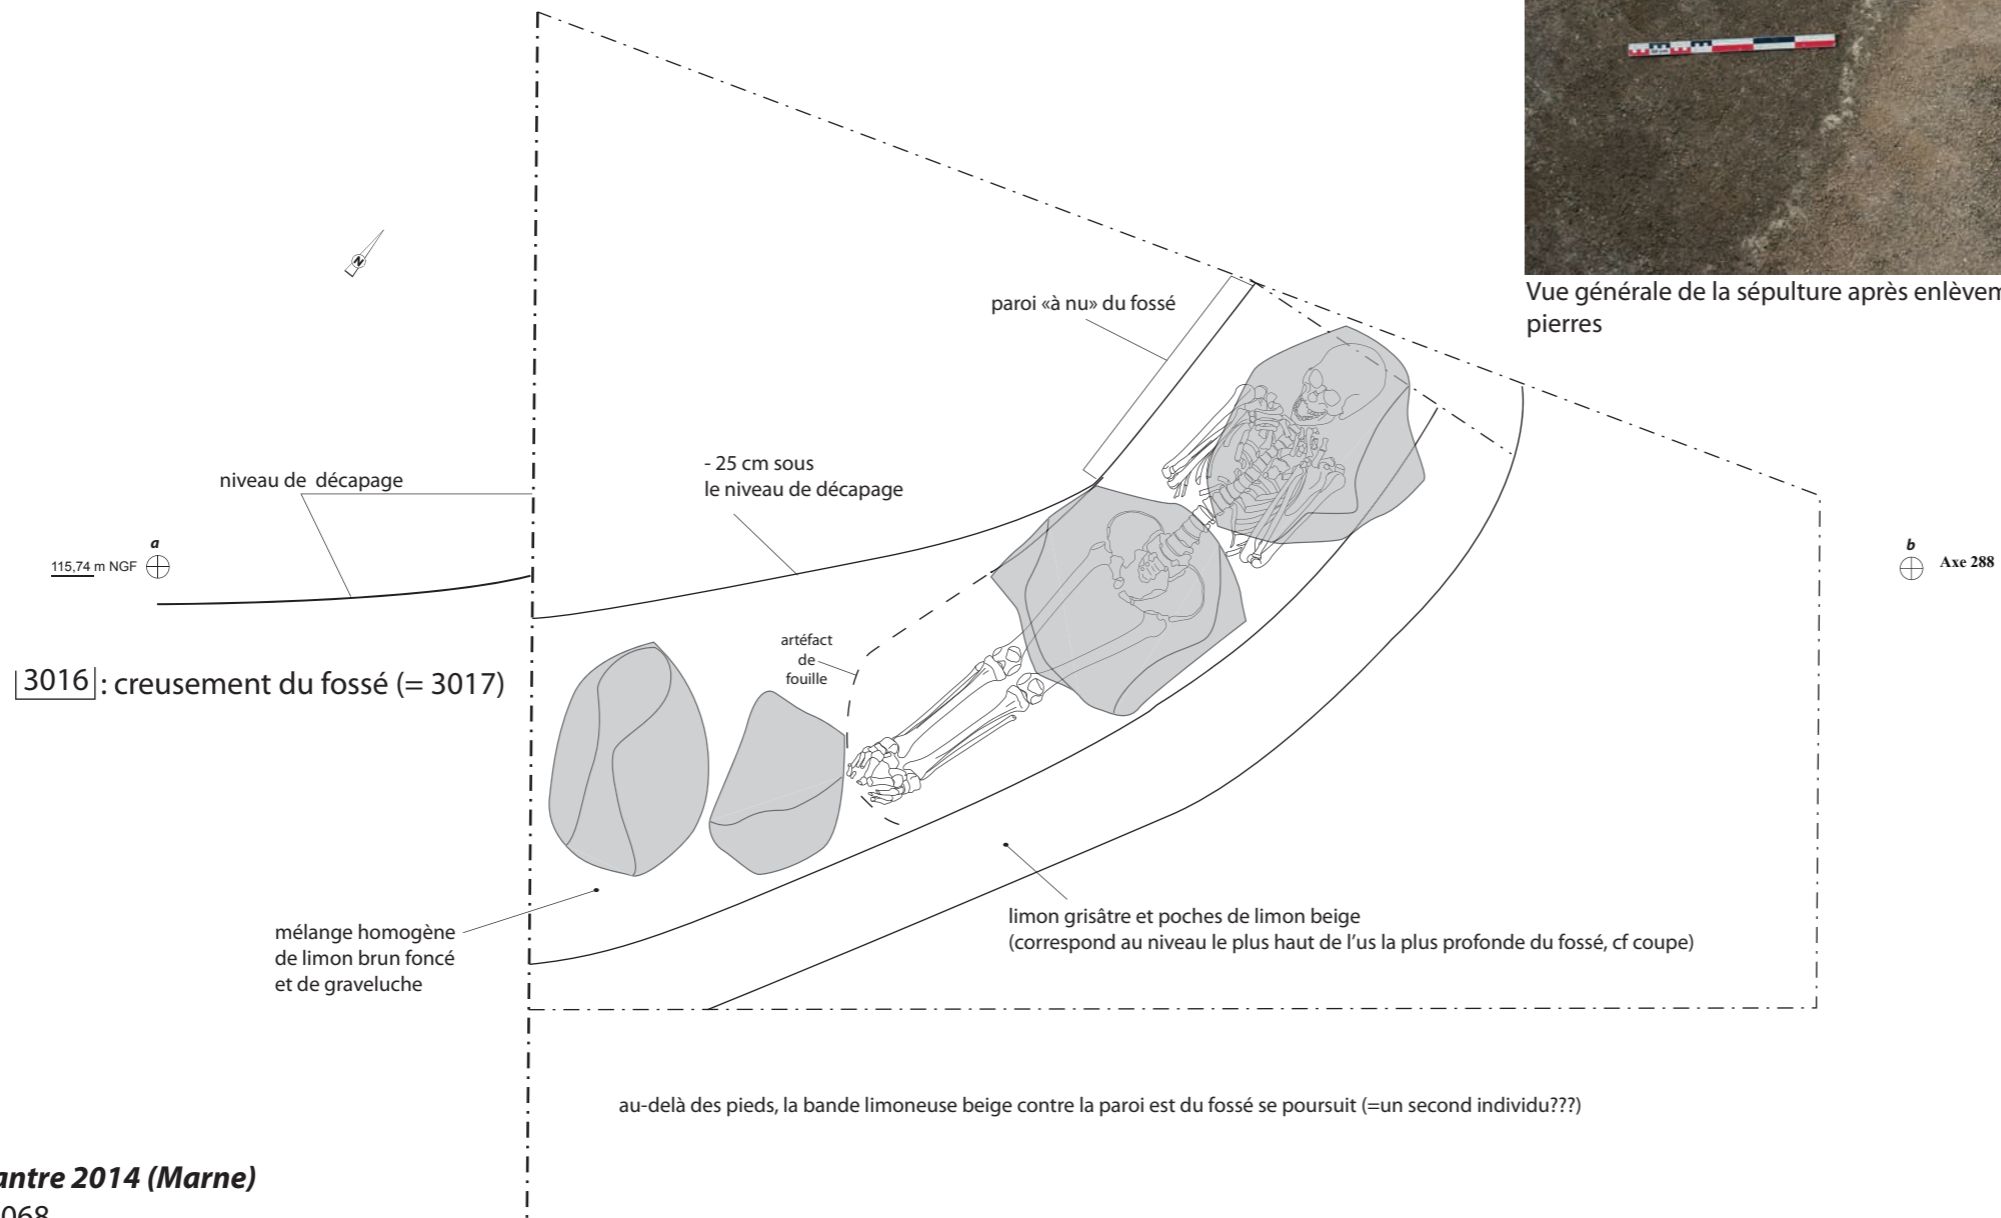 Vue générale de la sépulture après enlèvem
pierres
paroi «à nu» du fossé
N
niveau de décapage
- 25 cm sous
le niveau de décapage
a
115,74 m NGF
b
Axe 288
artéfact
de
fouille
3016 : creusement du fossé (= 3017)
mélange homogène
de limon brun foncé
et de graveluche
limon grisâtre et poches de limon beige
(correspond au niveau le plus haut de l'us la plus profonde du fossé, cf coupe)
au-delà des pieds, la bande limoneuse beige contre la paroi est du fossé se poursuit (=un second individu???)
antre 2014 (Marne)
068